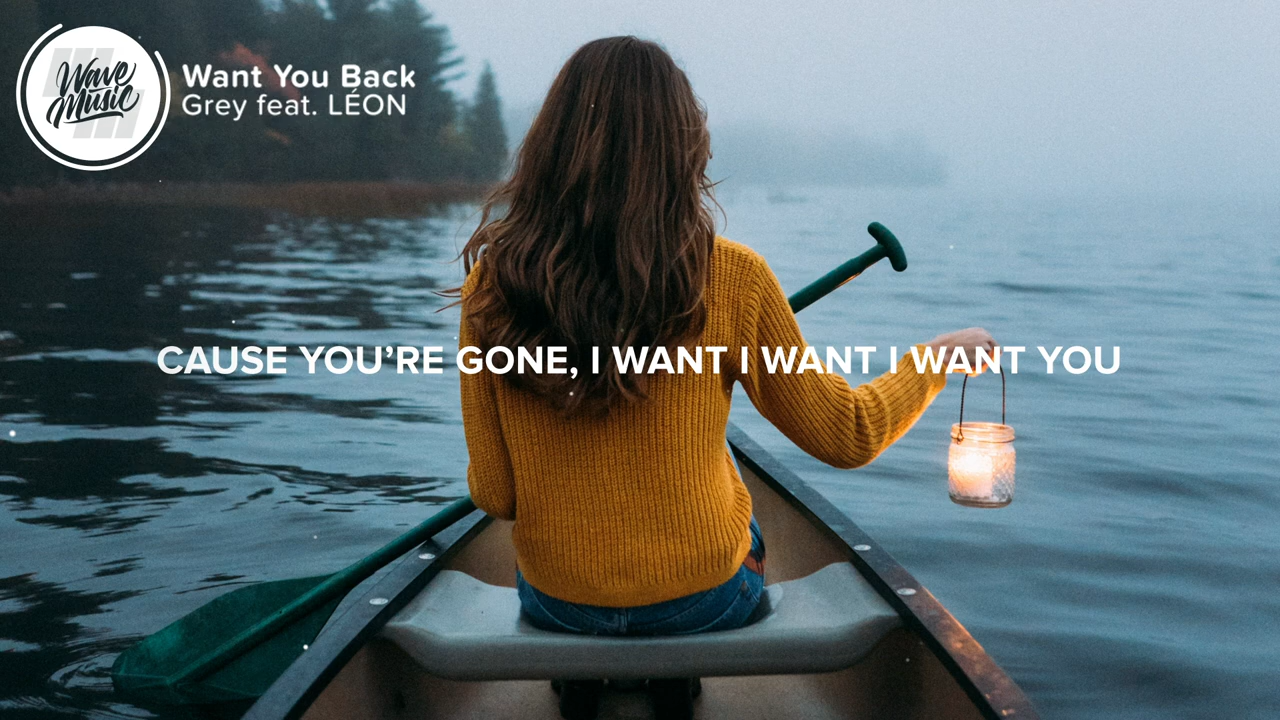 Wave
Music
Want You Back
Grey feat. LÉON
CAUSE YOU’RE GONE, I WANT I WANT I WANT YOU